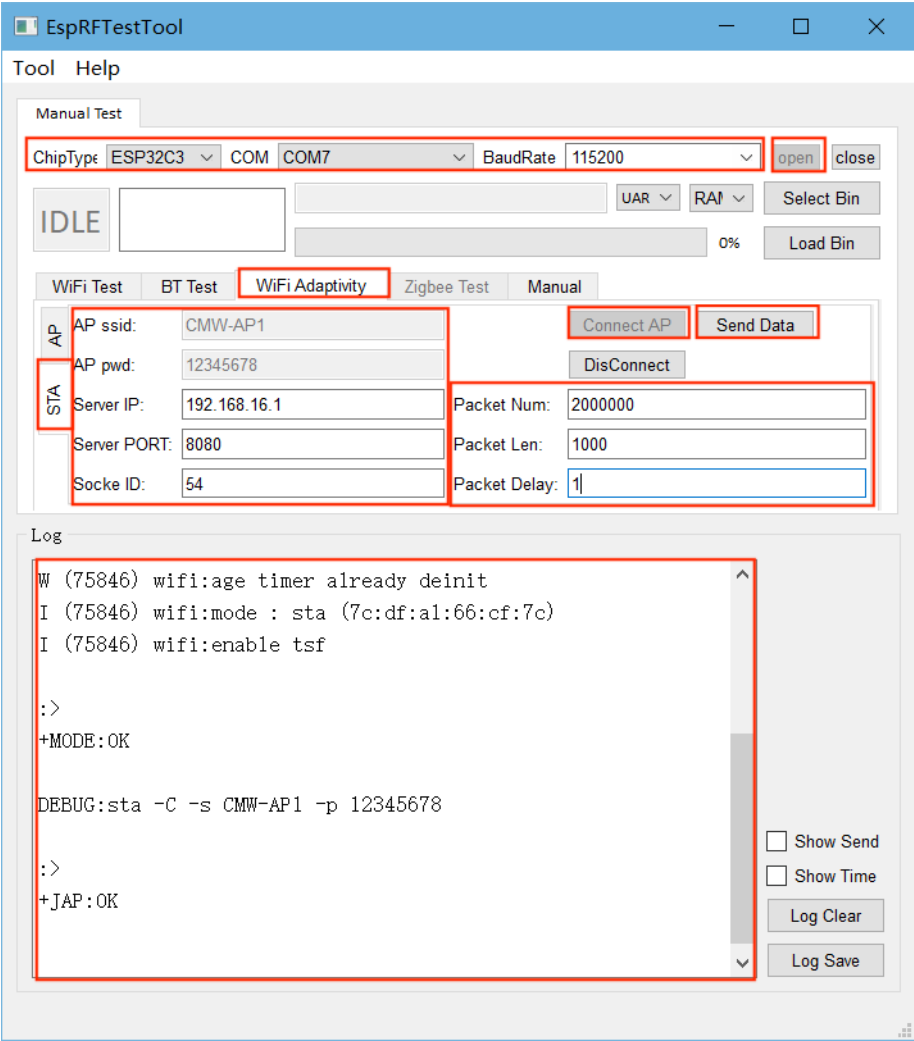 EspRFTestTool
Tool Help
Manual Test
ChipType ESP32C3 COM COM7 BaudRate 115200 open close
IDLE UAR RAM Select Bin
0% Load Bin
WiFi Test BT Test WiFi Adaptivity Zigbee Test Manual
AP
STA
AP ssid: CMW-AP1 Connect AP Send Data
AP pwd: 12345678 DisConnect
Server IP: 192.168.16.1 Packet Num: 2000000
Server PORT: 8080 Packet Len: 1000
Socke ID: 54 Packet Delay: 1
Log
W (75846) wifi:age timer already deinit
I (75846) wifi:mode : sta (7c:df:a1:66:cf:7c)
I (75846) wifi:enable tsf
:>
+MODE:OK
DEBUG:sta -C -s CMW-AP1 -p 12345678
:>
+JAP:OK
Show Send
Show Time
Log Clear
Log Save